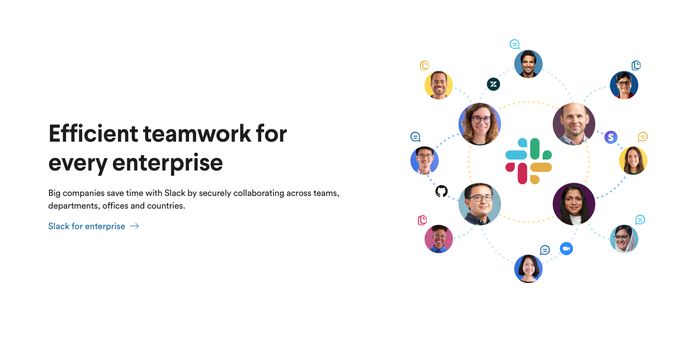 Efficient teamwork for
every enterprise
Big companies save time with Slack by securely collaborating across teams,
departments, offices and countries.
Slack for enterprise →